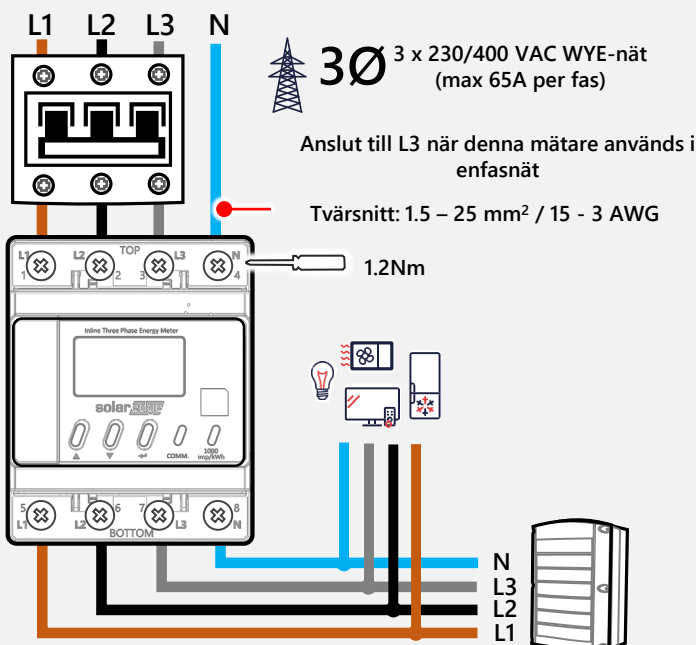 L1 L2 L3 N
3Ø 3 x 230/400 VAC WYE-nät
(max 65A per fas)
Anslut till L3 när denna mätare används i
enfasnät
Tvärsnitt: 1.5 – 25 mm² / 15 - 3 AWG
1.2Nm
TOP
L1 L2 L3 N
1 2 3 4
Inline Three Phase Energy Meter
solaredge
COMM.
1000
imp/kWh
5 6 7 8
L1 L2 L3 N
BOTTOM
N
L3
L2
L1